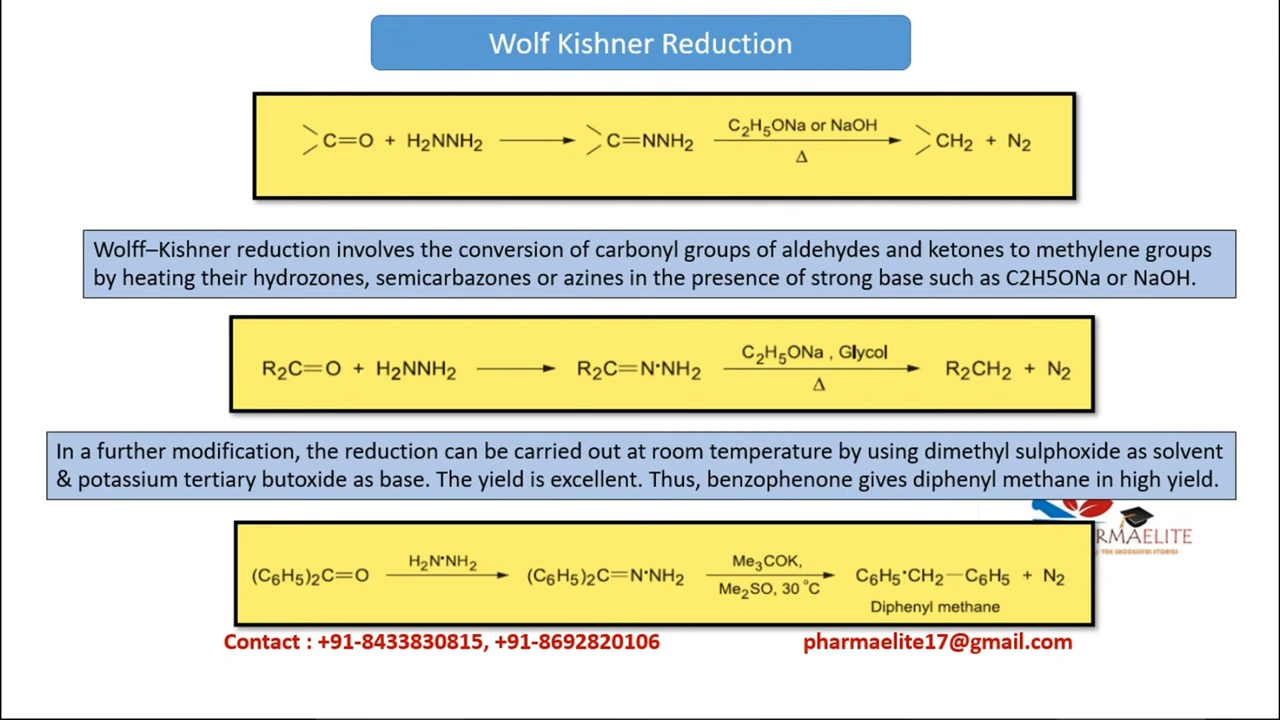 Wolf Kishner Reduction
C=O + H2NNH2 C=NNH2 C2H5ONa or NaOH Δ CH2 + N2
Wolff–Kishner reduction involves the conversion of carbonyl groups of aldehydes and ketones to methylene groups
by heating their hydrozones, semicarbazones or azines in the presence of strong base such as C2H5ONa or NaOH.
R2C=O + H2NNH2 R2C=N·NH2 C2H5ONa , Glycol Δ R2CH2 + N2
In a further modification, the reduction can be carried out at room temperature by using dimethyl sulphoxide as solvent
& potassium tertiary butoxide as base. The yield is excellent. Thus, benzophenone gives diphenyl methane in high yield.
RMAELITE
(C6H5)2C=O H2N·NH2 (C6H5)2C=N·NH2 Me3COK, Me2SO, 30 °C C6H5·CH2—C6H5 + N2
Diphenyl methane
Contact : +91-8433830815, +91-8692820106 pharmaelite17@gmail.com